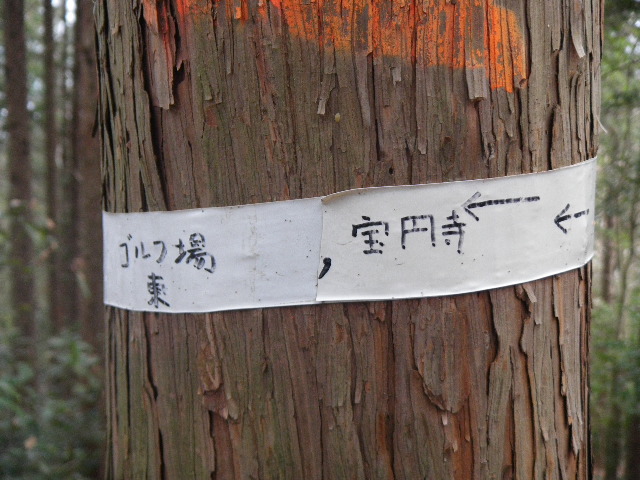 ゴルフ場
東
, 宝円寺 ← ←